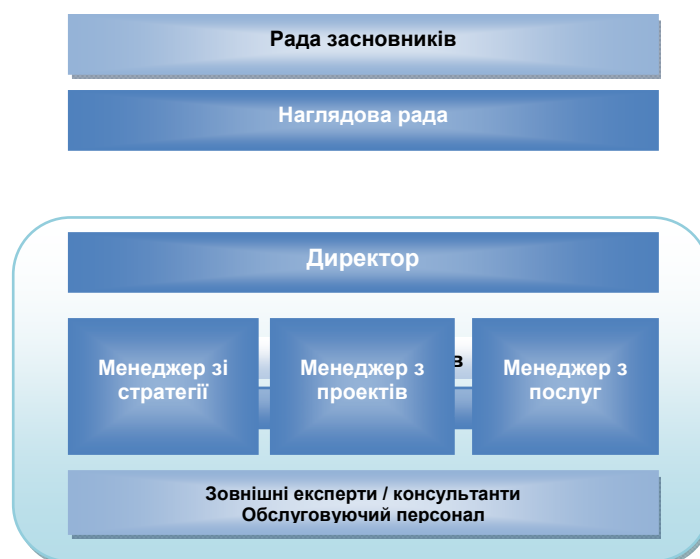 Рада засновників
Наглядова рада
Директор
Менеджер зі
стратегії
Менеджер з
проектів
в
Менеджер з
послуг
Зовнішні експерти / консультанти
Обслуговуючий персонал